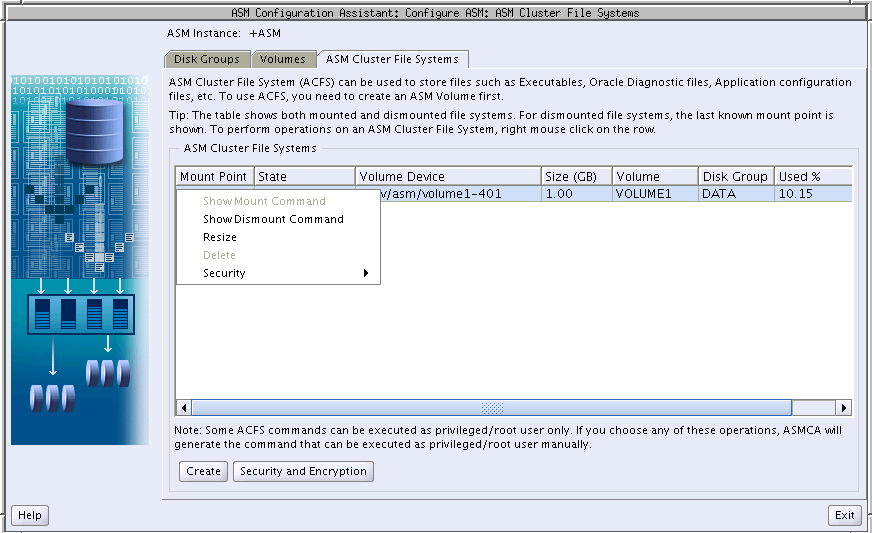 ASM Configuration Assistant: Configure ASM: ASM Cluster File Systems
ASM Instance: +ASM
Disk Groups Volumes ASM Cluster File Systems
ASM Cluster File System (ACFS) can be used to store files such as Executables, Oracle Diagnostic files, Application configuration
files, etc. To use ACFS, you need to create an ASM Volume first.
Tip: The table shows both mounted and dismounted file systems. For dismounted file systems, the last known mount point is
shown. To perform operations on an ASM Cluster File System, right mouse click on the row.
ASM Cluster File Systems
Mount Point State Volume Device Size (GB) Volume Disk Group Used %
v/asm/volume1-401 1.00 VOLUME1 DATA 10.15
Show Mount Command
Show Dismount Command
Resize
Delete
Security
Note: Some ACFS commands can be executed as privileged/root user only. If you choose any of these operations, ASMCA will
generate the command that can be executed as privileged/root user manually.
Create Security and Encryption
Help Exit